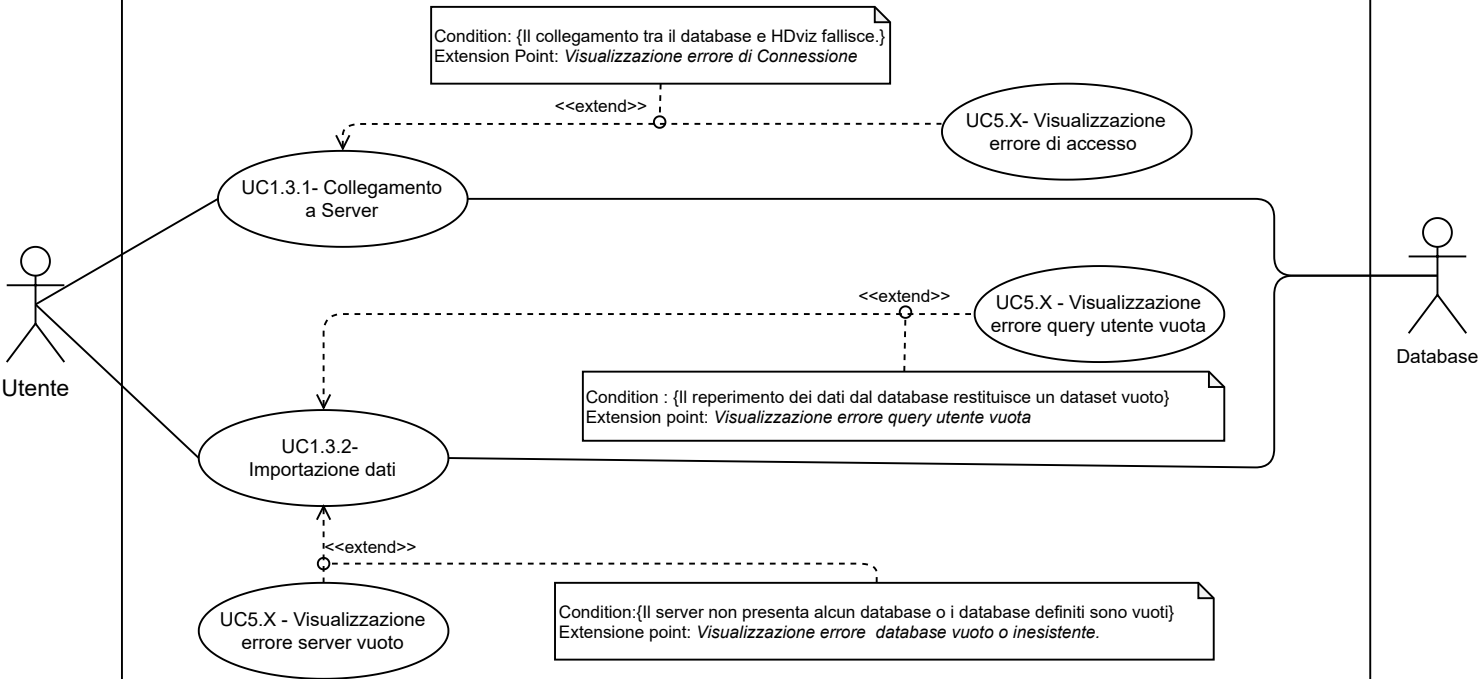 Condition: {Il collegamento tra il database e HDviz fallisce.}
Extension Point: Visualizzazione errore di Connessione
<<extend>>
UC5.X- Visualizzazione
errore di accesso
UC1.3.1- Collegamento
a Server
Utente
<<extend>>
UC5.X - Visualizzazione
errore query utente vuota
Database
Condition : {Il reperimento dei dati dal database restituisce un dataset vuoto}
Extension point: Visualizzazione errore query utente vuota
UC1.3.2-
Importazione dati
<<extend>>
UC5.X - Visualizzazione
errore server vuoto
Condition:{Il server non presenta alcun database o i database definiti sono vuoti}
Extensione point: Visualizzazione errore  database vuoto o inesistente.